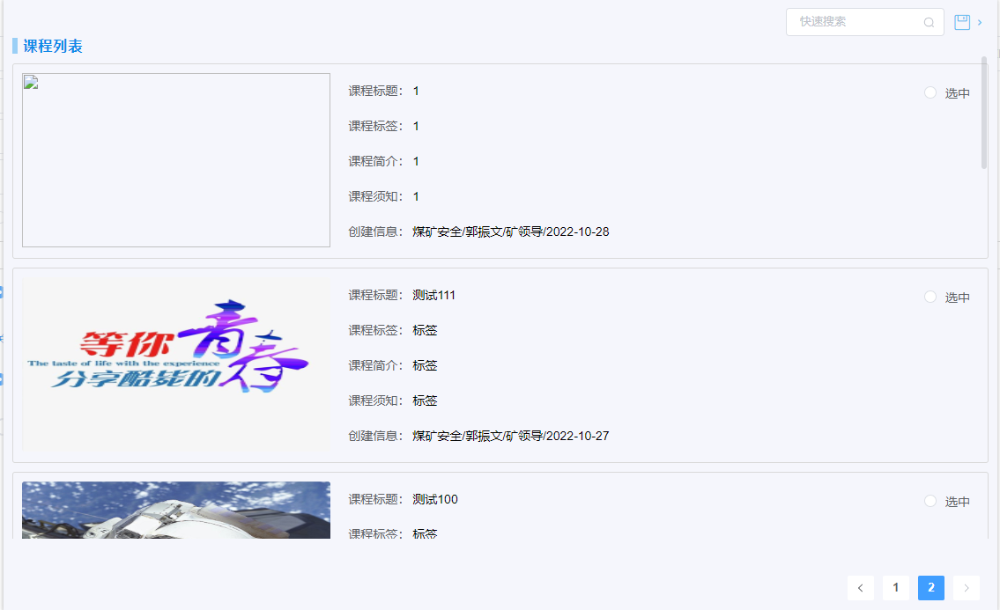 快速搜索
课程列表
课程标题： 1
选中
课程标签： 1
课程简介： 1
课程须知： 1
创建信息： 煤矿安全/郭振文/矿领导/2022-10-28
等你青春
The taste of life with the experience
分享酷毙的
课程标题： 测试111
选中
课程标签： 标签
课程简介： 标签
课程须知： 标签
创建信息： 煤矿安全/郭振文/矿领导/2022-10-27
课程标题： 测试100
选中
课程标签： 标签
1
2